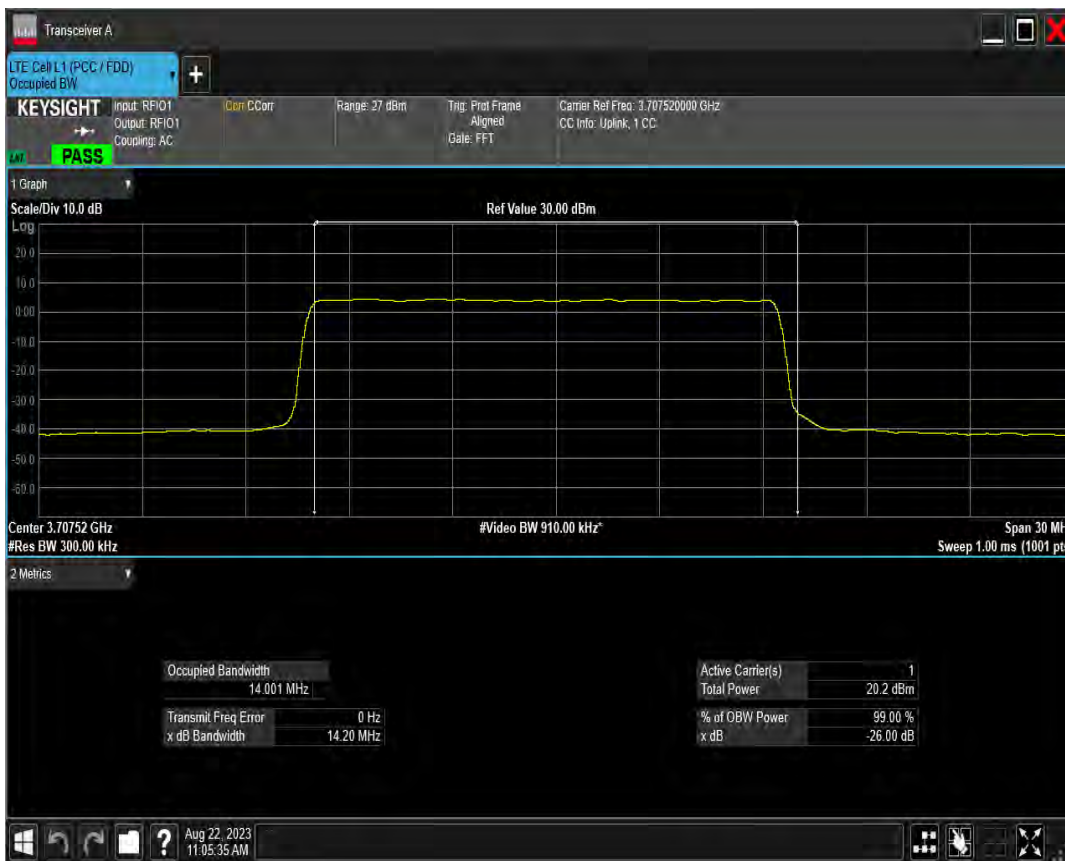 Transceiver A
LTE Cell L1 (PCC / FDD)
Occupied BW
KEYSIGHT
Input: RFIO1
Output: RFIO1
Coupling: AC
Corr CCorr
Range: 27 dBm
Trig: Prot Frame
Aligned
Gate: FFT
Carrier Ref Freq: 3.707520000 GHz
CC Info: Uplink, 1 CC
PASS
1 Graph
Scale/Div 10.0 dB
Ref Value 30.00 dBm
Log
20.0
10.0
0.00
-10.0
-20.0
-30.0
-40.0
-50.0
-60.0
Center 3.70752 GHz
#Video BW 910.00 kHz*
Span 30 MH
#Res BW 300.00 kHz
Sweep 1.00 ms (1001 pt
2 Metrics
Occupied Bandwidth
14.001 MHz
Transmit Freq Error 0 Hz
x dB Bandwidth 14.20 MHz
Active Carrier(s) 1
Total Power 20.2 dBm
% of OBW Power 99.00 %
x dB -26.00 dB
Aug 22, 2023
11:05:35 AM